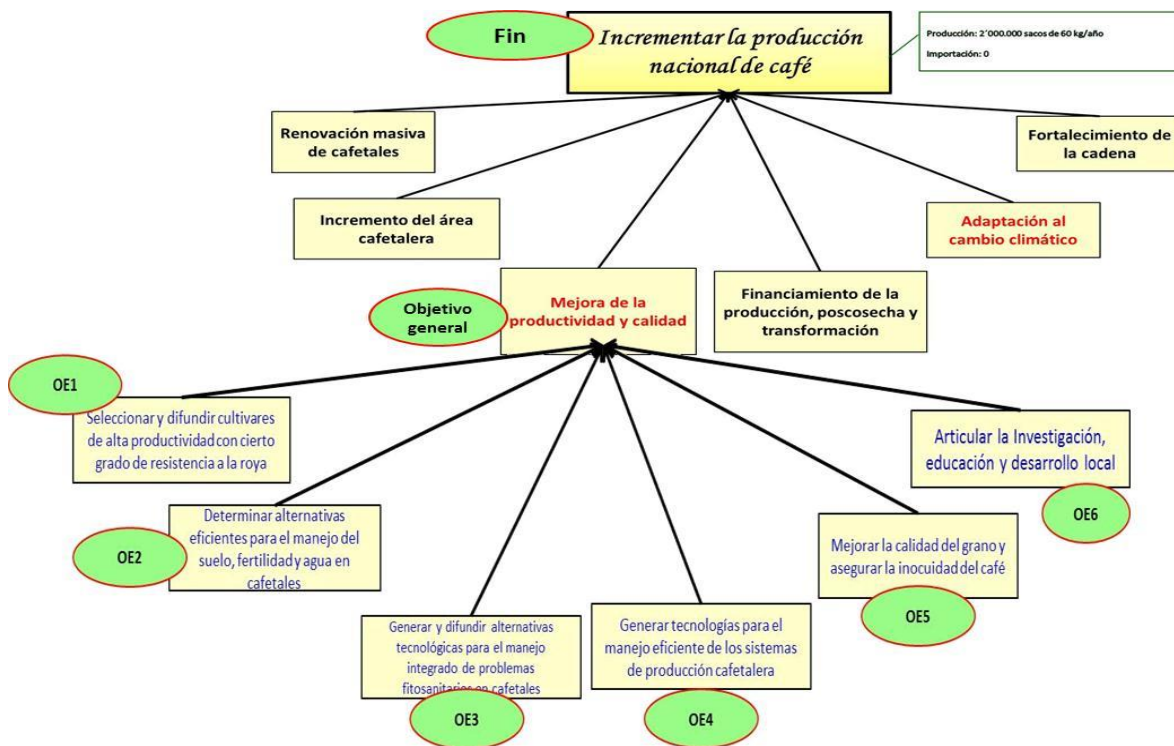 Fin
Incrementar la producción
nacional de café
Producción: 2´000.000 sacos de 60 kg/año
Importación: 0
Renovación masiva
de cafetales
Fortalecimiento de
la cadena
Incremento del área
cafetalera
Adaptación al
cambio climático
Objetivo
general
Mejora de la
productividad y calidad
Financiamiento de la
producción, poscosecha y
transformación
OE1
Seleccionar y difundir cultivares
de alta productividad con cierto
grado de resistencia a la roya
Articular la Investigación,
educación y desarrollo local
OE6
OE2
Determinar alternativas
eficientes para el manejo del
suelo, fertilidad y agua en
cafetales
Mejorar la calidad del grano y
asegurar la inocuidad del café
OE5
Generar y difundir alternativas
tecnológicas para el manejo
integrado de problemas
fitosanitarios en cafetales
OE3
Generar tecnologías para el
manejo eficiente de los sistemas
de producción cafetalera
OE4